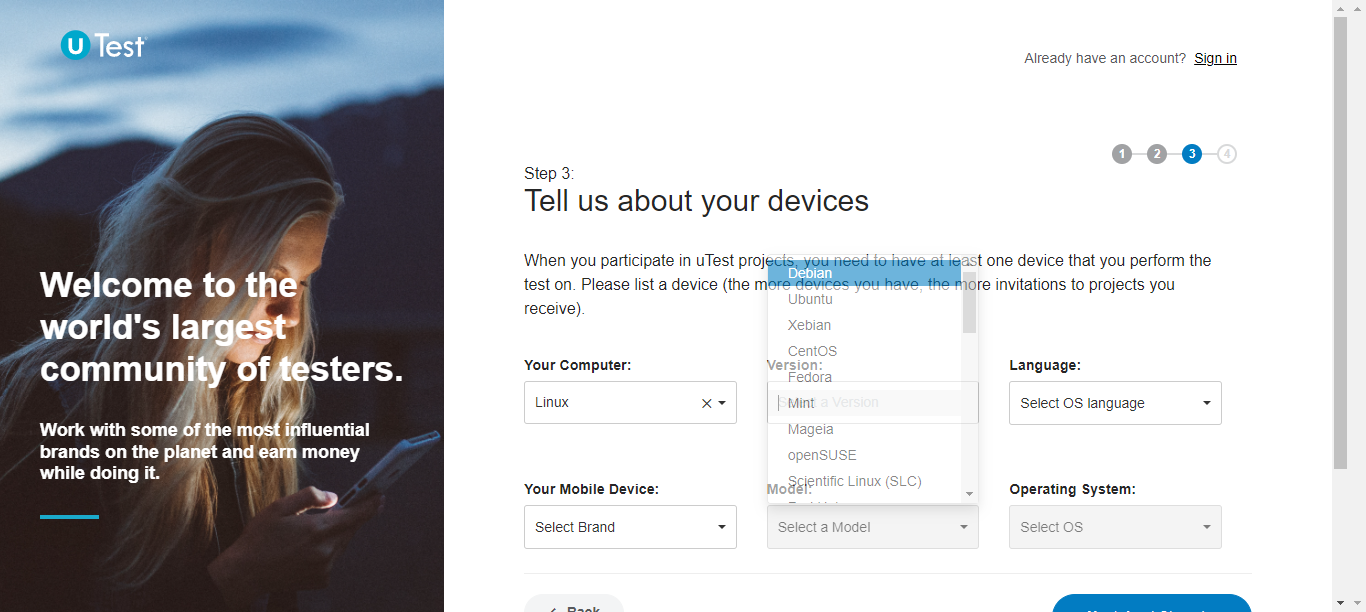 U Test
Already have an account? Sign in
1 2 3 4
Step 3:
Tell us about your devices
When you participate in uTest projects, you need to have at least one device that you perform the
test on. Please list a device (the more devices you have, the more invitations to projects you
receive).
Welcome to the
world's largest
community of testers.
Work with some of the most influential
brands on the planet and earn money
while doing it.
Your Computer:
Linux
Version:
Select a Version
Debian
Ubuntu
Xebian
CentOS
Fedora
Mint
Mageia
openSUSE
Scientific Linux (SLC)
Language:
Select OS language
Your Mobile Device:
Select Brand
Model:
Select a Model
Operating System:
Select OS
Back